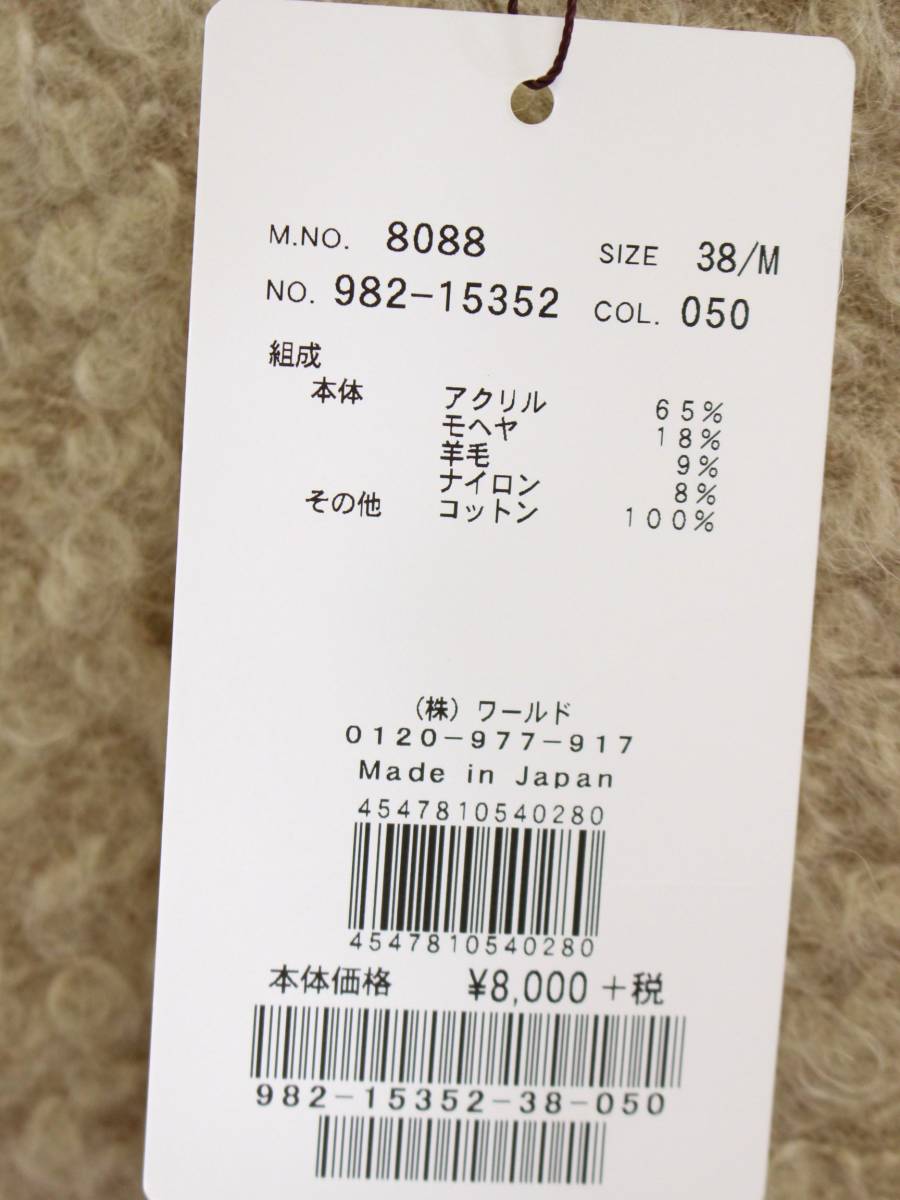 M.NO. 8088 SIZE 38/M
NO. 982-15352 COL. 050
組成
本体 アクリル 65%
モヘヤ 18%
羊毛 9%
ナイロン 8%
その他 コットン 100%
(株) ワールド
0120-977-917
Made in Japan
4547810540280
4547810540280
本体価格 ¥8,000 +税
982-15352-38-050